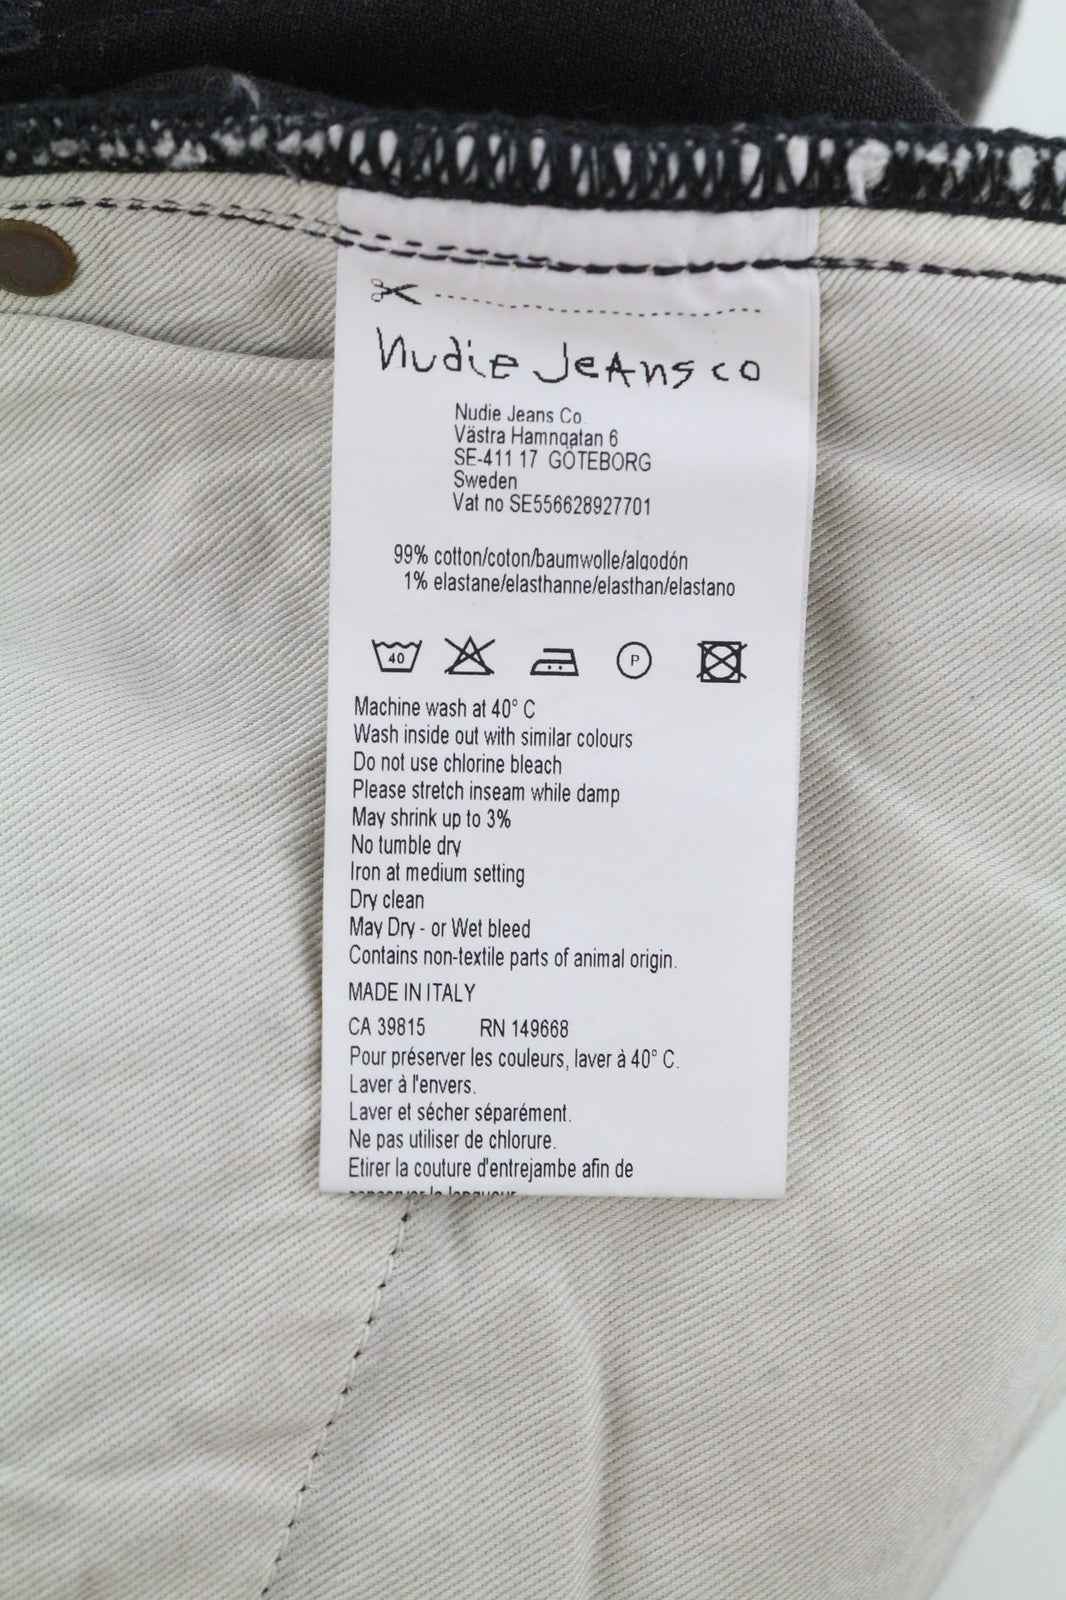 Nudie Jeans co
Nudie Jeans Co.
Västra Hamngatan 6
SE-411 17 GÖTEBORG
Sweden
Vat no SE556628927701
99% cotton/coton/baumwolle/algodón
1% elastane/elasthanne/elasthan/elastano
40 P
Machine wash at 40° C
Wash inside out with similar colours
Do not use chlorine bleach
Please stretch inseam while damp
May shrink up to 3%
No tumble dry
Iron at medium setting
Dry clean
May Dry - or Wet bleed
Contains non-textile parts of animal origin.
MADE IN ITALY
CA 39815 RN 149668
Pour préserver les couleurs, laver à 40° C.
Laver à l'envers.
Laver et sécher séparément.
Ne pas utiliser de chlorure.
Etirer la couture d'entrejambe afin de
conserver la longueur